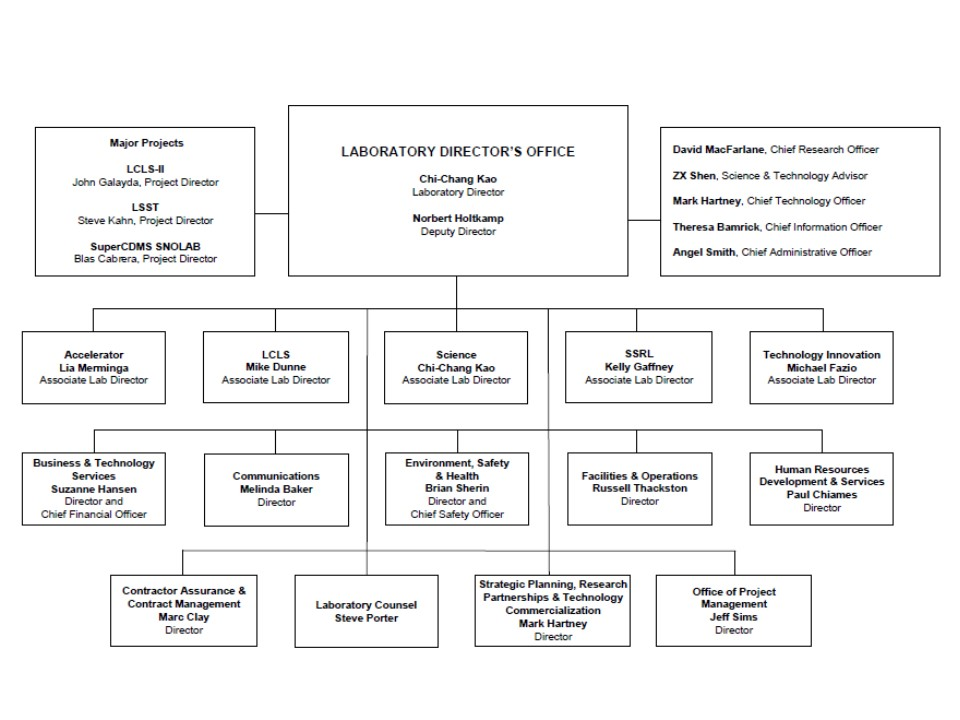 Major Projects
LCLS-II
John Galayda, Project Director
LSST
Steve Kahn, Project Director
SuperCDMS SNOLAB
Blas Cabrera, Project Director
LABORATORY DIRECTOR'S OFFICE
Chi-Chang Kao
Laboratory Director
Norbert Holtkamp
Deputy Director
David MacFarlane, Chief Research Officer
ZX Shen, Science & Technology Advisor
Mark Hartney, Chief Technology Officer
Theresa Bamrick, Chief Information Officer
Angel Smith, Chief Administrative Officer
Accelerator
Lia Merminga
Associate Lab Director
LCLS
Mike Dunne
Associate Lab Director
Science
Chi-Chang Kao
Associate Lab Director
SSRL
Kelly Gaffney
Associate Lab Director
Technology Innovation
Michael Fazio
Associate Lab Director
Business & Technology
Services
Suzanne Hansen
Director and
Chief Financial Officer
Communications
Melinda Baker
Director
Environment, Safety
& Health
Brian Sherin
Director and
Chief Safety Officer
Facilities & Operations
Russell Thackston
Director
Human Resources
Development & Services
Paul Chiames
Director
Contractor Assurance &
Contract Management
Marc Clay
Director
Laboratory Counsel
Steve Porter
Strategic Planning, Research
Partnerships & Technology
Commercialization
Mark Hartney
Director
Office of Project
Management
Jeff Sims
Director